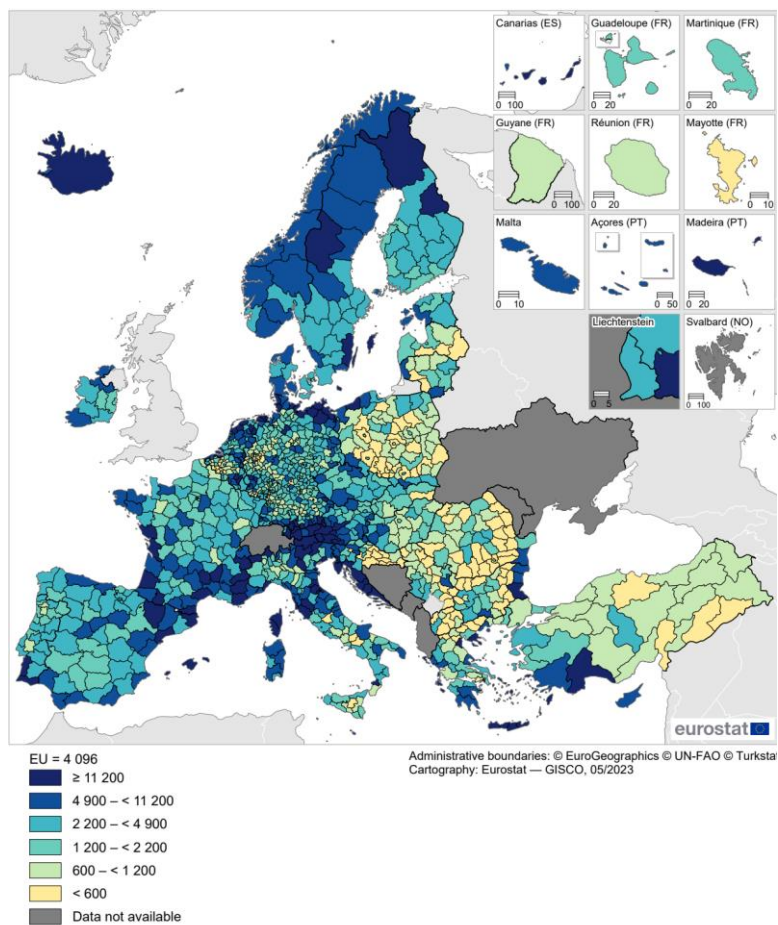 Canarias (ES)
0 100
Guadeloupe (FR)
0 20
Martinique (FR)
0 20
Guyane (FR)
0 100
Réunion (FR)
0 20
Mayotte (FR)
0 10
Malta
0 10
Açores (PT)
0 50
Madeira (PT)
0 20
Liechtenstein
0 5
Svalbard (NO)
0 100
eurostat
Administrative boundaries: © EuroGeographics © UN-FAO © Turkstat
Cartography: Eurostat — GISCO, 05/2023
EU = 4 096
≥ 11 200
4 900 – < 11 200
2 200 – < 4 900
1 200 – < 2 200
600 – < 1 200
< 600
Data not available